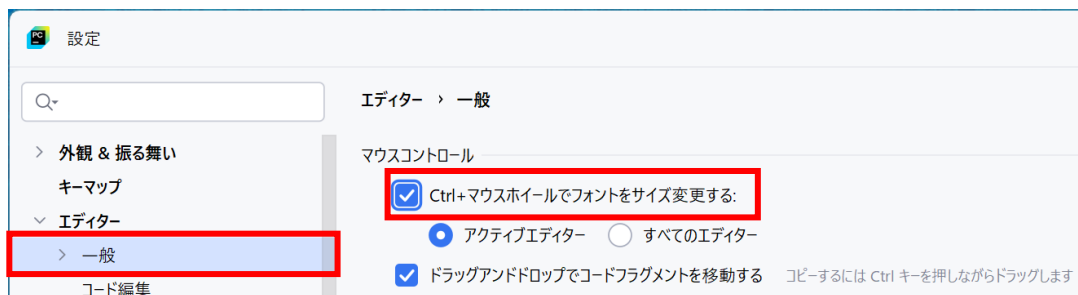 PC
設定
エディター › 一般
外観 & 振る舞い
キーマップ
エディター
一般
コード編集
マウスコントロール
Ctrl+マウスホイールでフォントをサイズ変更する:
アクティブエディター すべてのエディター
ドラッグアンドドロップでコードフラグメントを移動する コピーするには Ctrl キーを押しながらドラッグします